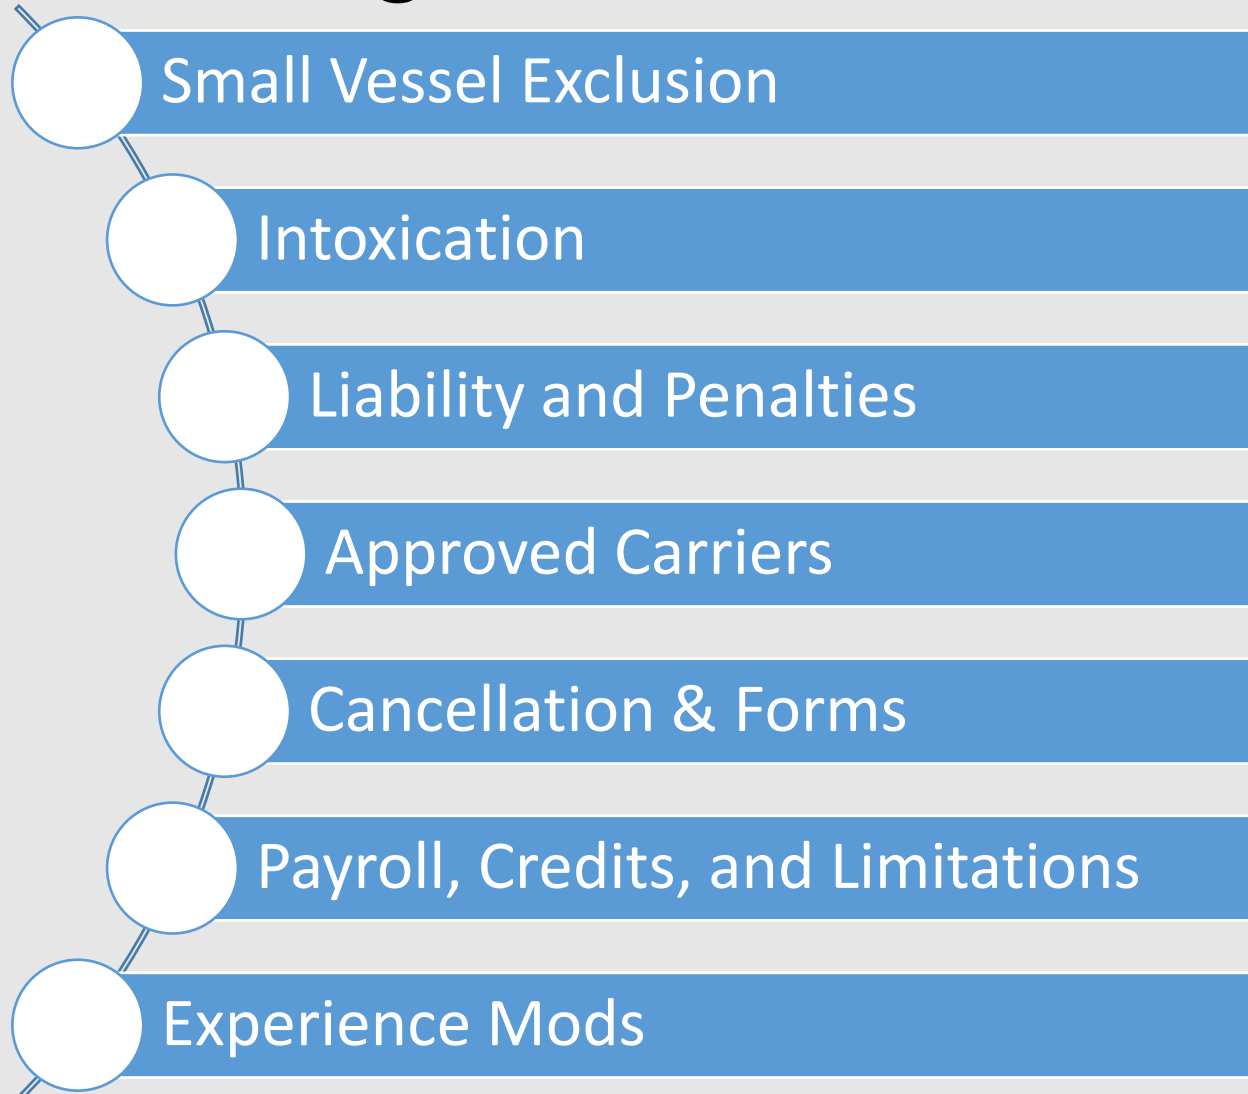 Small Vessel Exclusion
Intoxication
Liability and Penalties
Approved Carriers
Cancellation & Forms
Payroll, Credits, and Limitations
Experience Mods